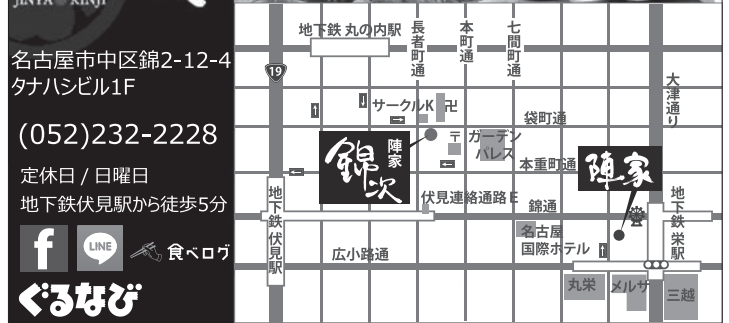 JINYA KINJI
名古屋市中区錦2-12-4
タナハシビル1F
(052)232-2228
定休日 / 日曜日
地下鉄伏見駅から徒歩5分
f
LINE
食べログ
ぐるなび
地下鉄 丸の内駅
長者町通
本町通
七間町通
19
大津通り
サークルK
卍
袋町通
〒
ガーデン
パレス
陣家
錦次
本重町通
陣家
伏見連絡通路E
錦通
地下鉄 伏見駅
地下鉄 栄駅
名古屋
国際ホテル
広小路通
丸栄
メルサ
三越